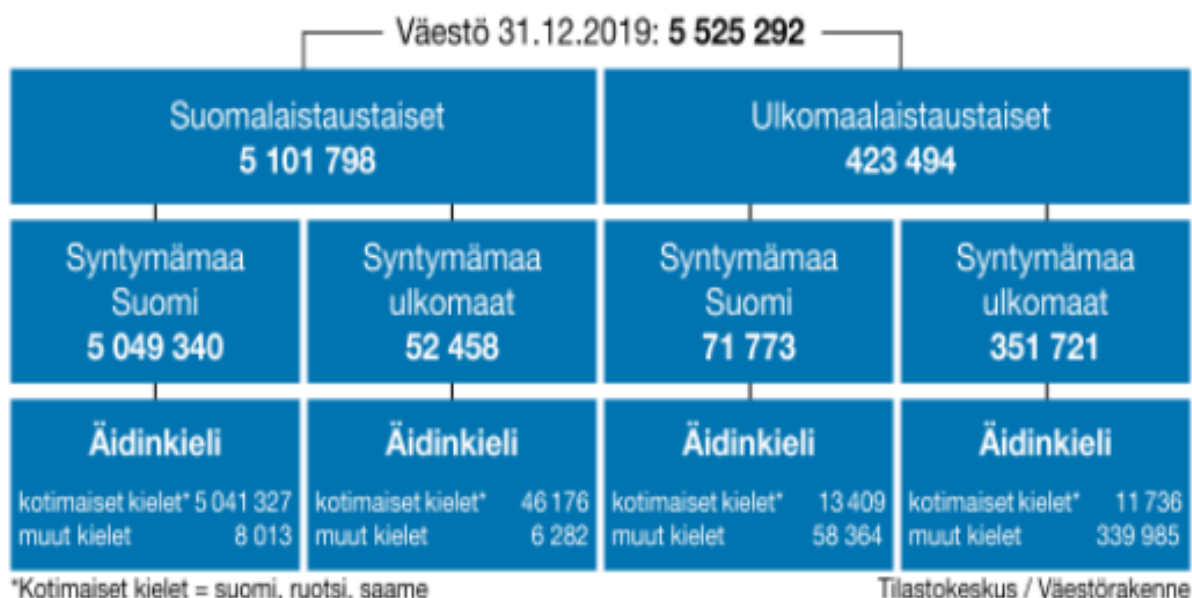 Väestö 31.12.2019: 5 525 292
Suomalaistaustaiset
5 101 798
Ulkomaalaistaustaiset
423 494
Syntymämaa
Suomi
5 049 340
Syntymämaa
ulkomaat
52 458
Syntymämaa
Suomi
71 773
Syntymämaa
ulkomaat
351 721
Äidinkieli
kotimaiset kielet* 5 041 327
muut kielet 8 013
Äidinkieli
kotimaiset kielet* 46 176
muut kielet 6 282
Äidinkieli
kotimaiset kielet* 13 409
muut kielet 58 364
Äidinkieli
kotimaiset kielet* 11 736
muut kielet 339 985
*Kotimaiset kielet = suomi, ruotsi, saame
Tilastokeskus / Väestörakenne